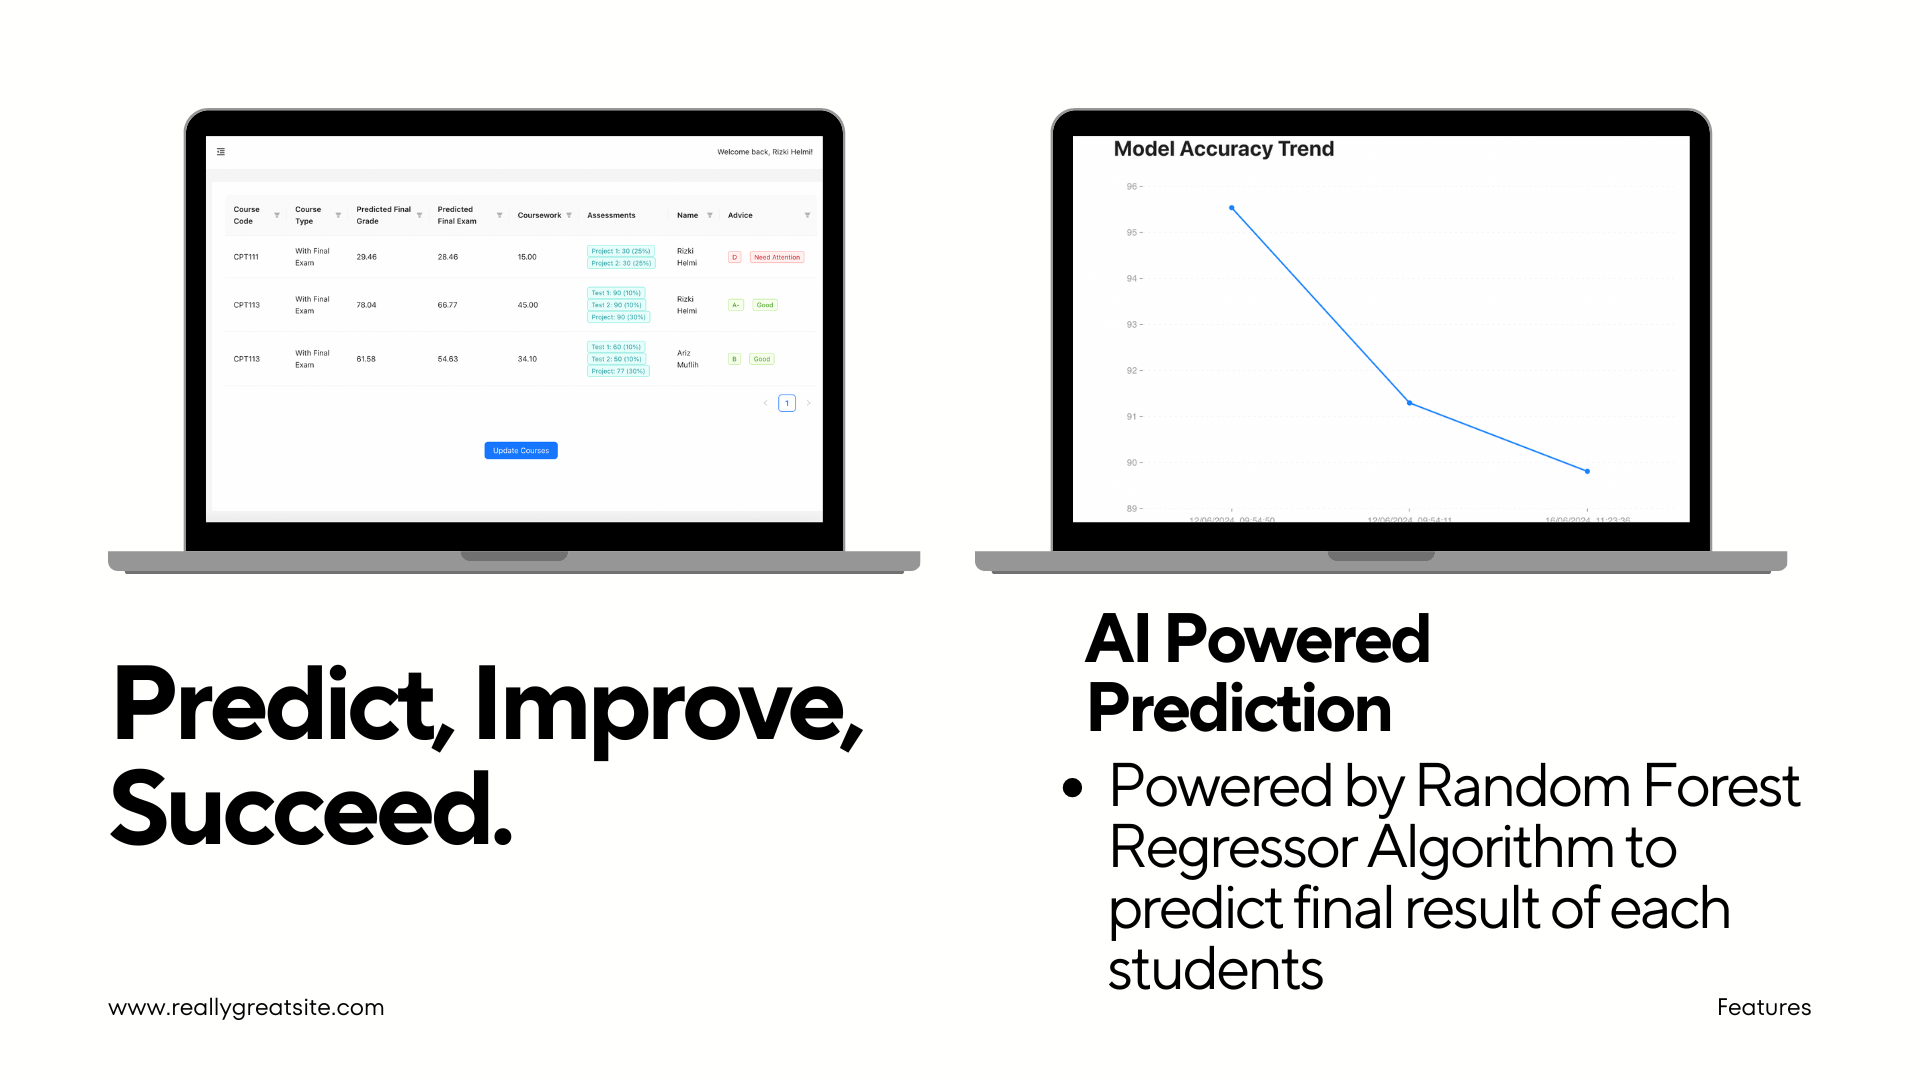 Welcome back, Rizki Helmi!
Course Code
Course Type
Predicted Final Grade
Predicted Final Exam
Coursework
Assessments
Name
Advice
CPT111
With Final Exam
29.46
28.46
15.00
Project 1: 30 (25%)
Project 2: 30 (25%)
Rizki Helmi
D
Need Attention
CPT113
With Final Exam
78.04
66.77
45.00
Test 1: 90 (10%)
Test 2: 90 (10%)
Project: 90 (30%)
Rizki Helmi
A-
Good
CPT113
With Final Exam
61.58
54.63
34.10
Test 1: 60 (10%)
Test 2: 50 (10%)
Project: 77 (30%)
Ariz Muflih
B
Good
1
Update Courses
Model Accuracy Trend
96
95
94
93
92
91
90
89
12/06/2024, 09:54:50
12/06/2024, 09:54:11
16/06/2024, 11:23:36
Predict, Improve,
Succeed.
AI Powered
Prediction
• Powered by Random Forest
Regressor Algorithm to
predict final result of each
students
www.reallygreatsite.com
Features